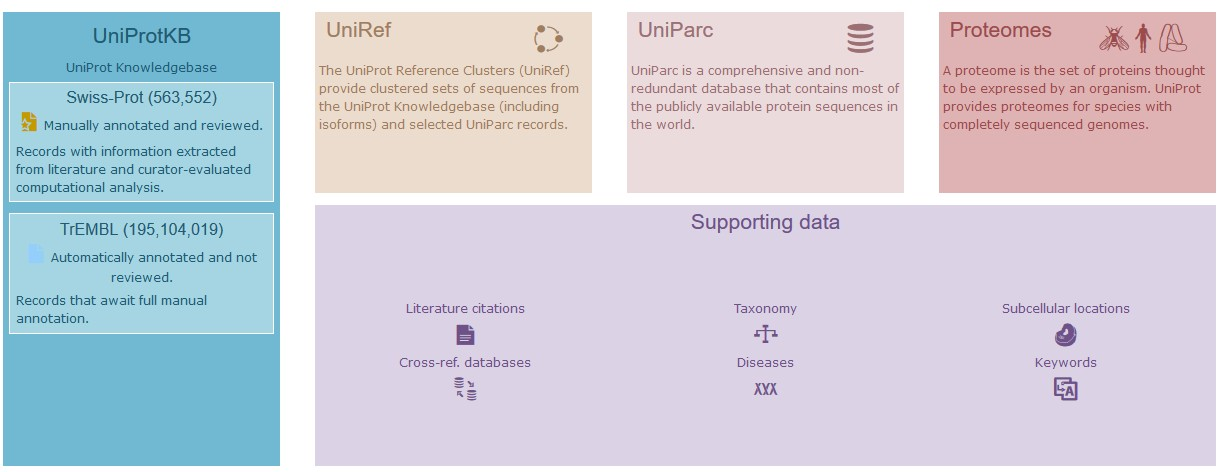 UniProtKB
UniProt Knowledgebase
Swiss-Prot (563,552)
Manually annotated and reviewed.
Records with information extracted
from literature and curator-evaluated
computational analysis.
TrEMBL (195,104,019)
Automatically annotated and not
reviewed.
Records that await full manual
annotation.
UniRef
The UniProt Reference Clusters (UniRef)
provide clustered sets of sequences from
the UniProt Knowledgebase (including
isoforms) and selected UniParc records.
UniParc
UniParc is a comprehensive and non-
redundant database that contains most of
the publicly available protein sequences in
the world.
Proteomes
A proteome is the set of proteins thought
to be expressed by an organism. UniProt
provides proteomes for species with
completely sequenced genomes.
Supporting data
Literature citations
Taxonomy
Subcellular locations
Cross-ref. databases
Diseases
Keywords
A